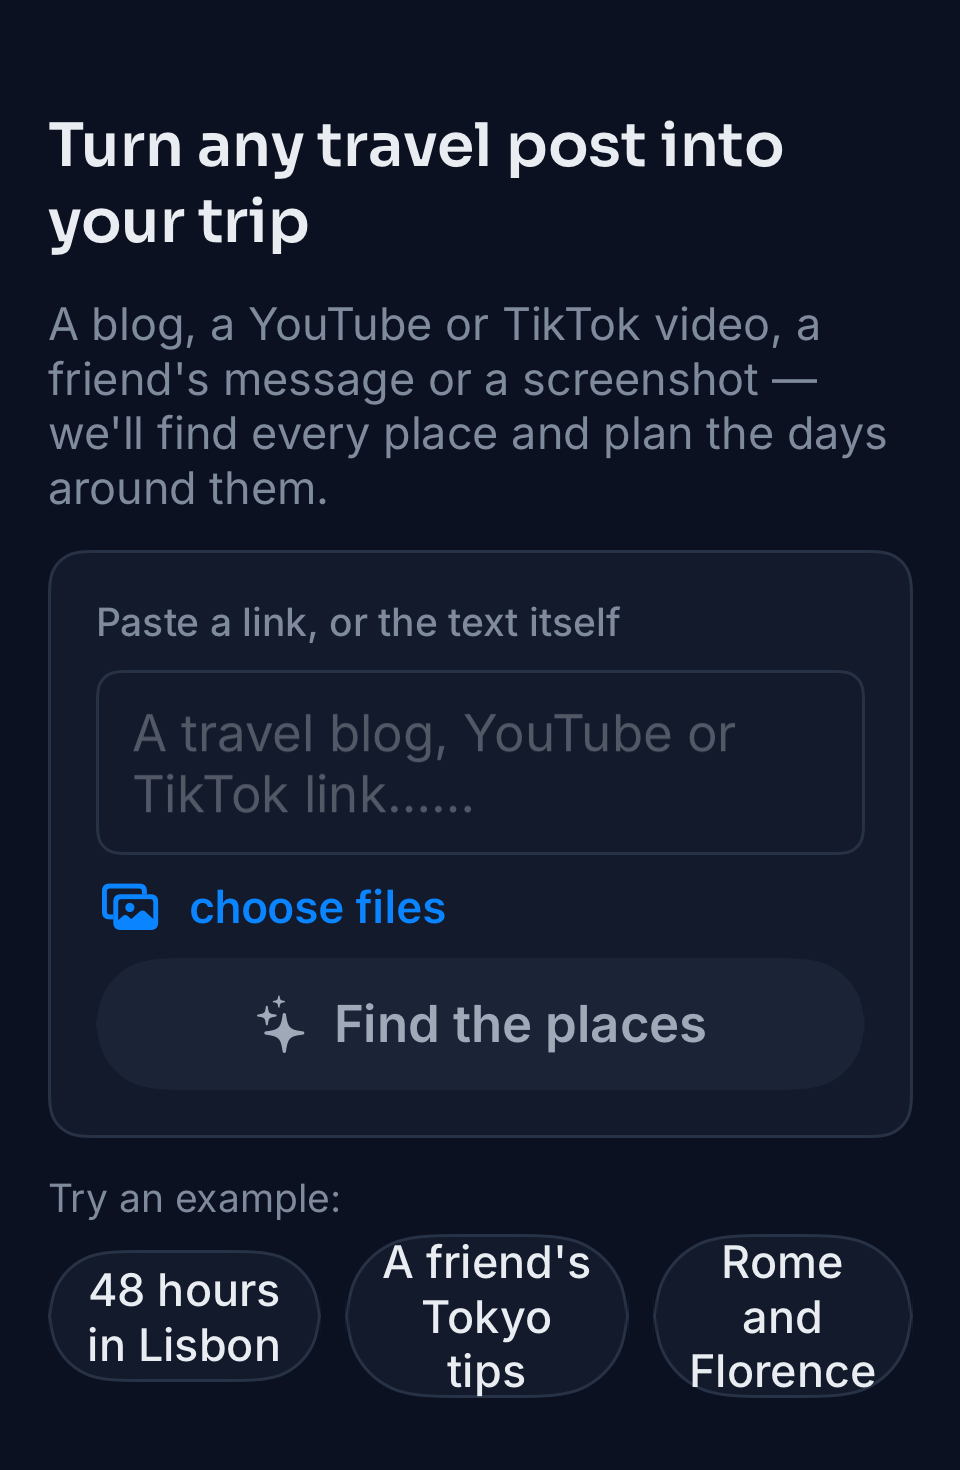 Turn any travel post into
your trip
A blog, a YouTube or TikTok video, a
friend's message or a screenshot —
we'll find every place and plan the days
around them.
Paste a link, or the text itself
A travel blog, YouTube or
TikTok link......
choose files
Find the places
Try an example:
48 hours
in Lisbon
A friend's
Tokyo
tips
Rome
and
Florence